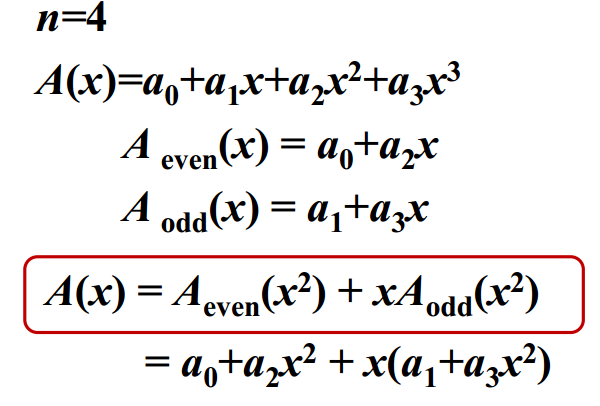 n=4
A(x)=a₀+a₁x+a₂x²+a₃x³
A even(x) = a₀+a₂x
A odd(x) = a₁+a₃x
A(x) = Aeven(x²) + xAodd(x²)
= a₀+a₂x² + x(a₁+a₃x²)